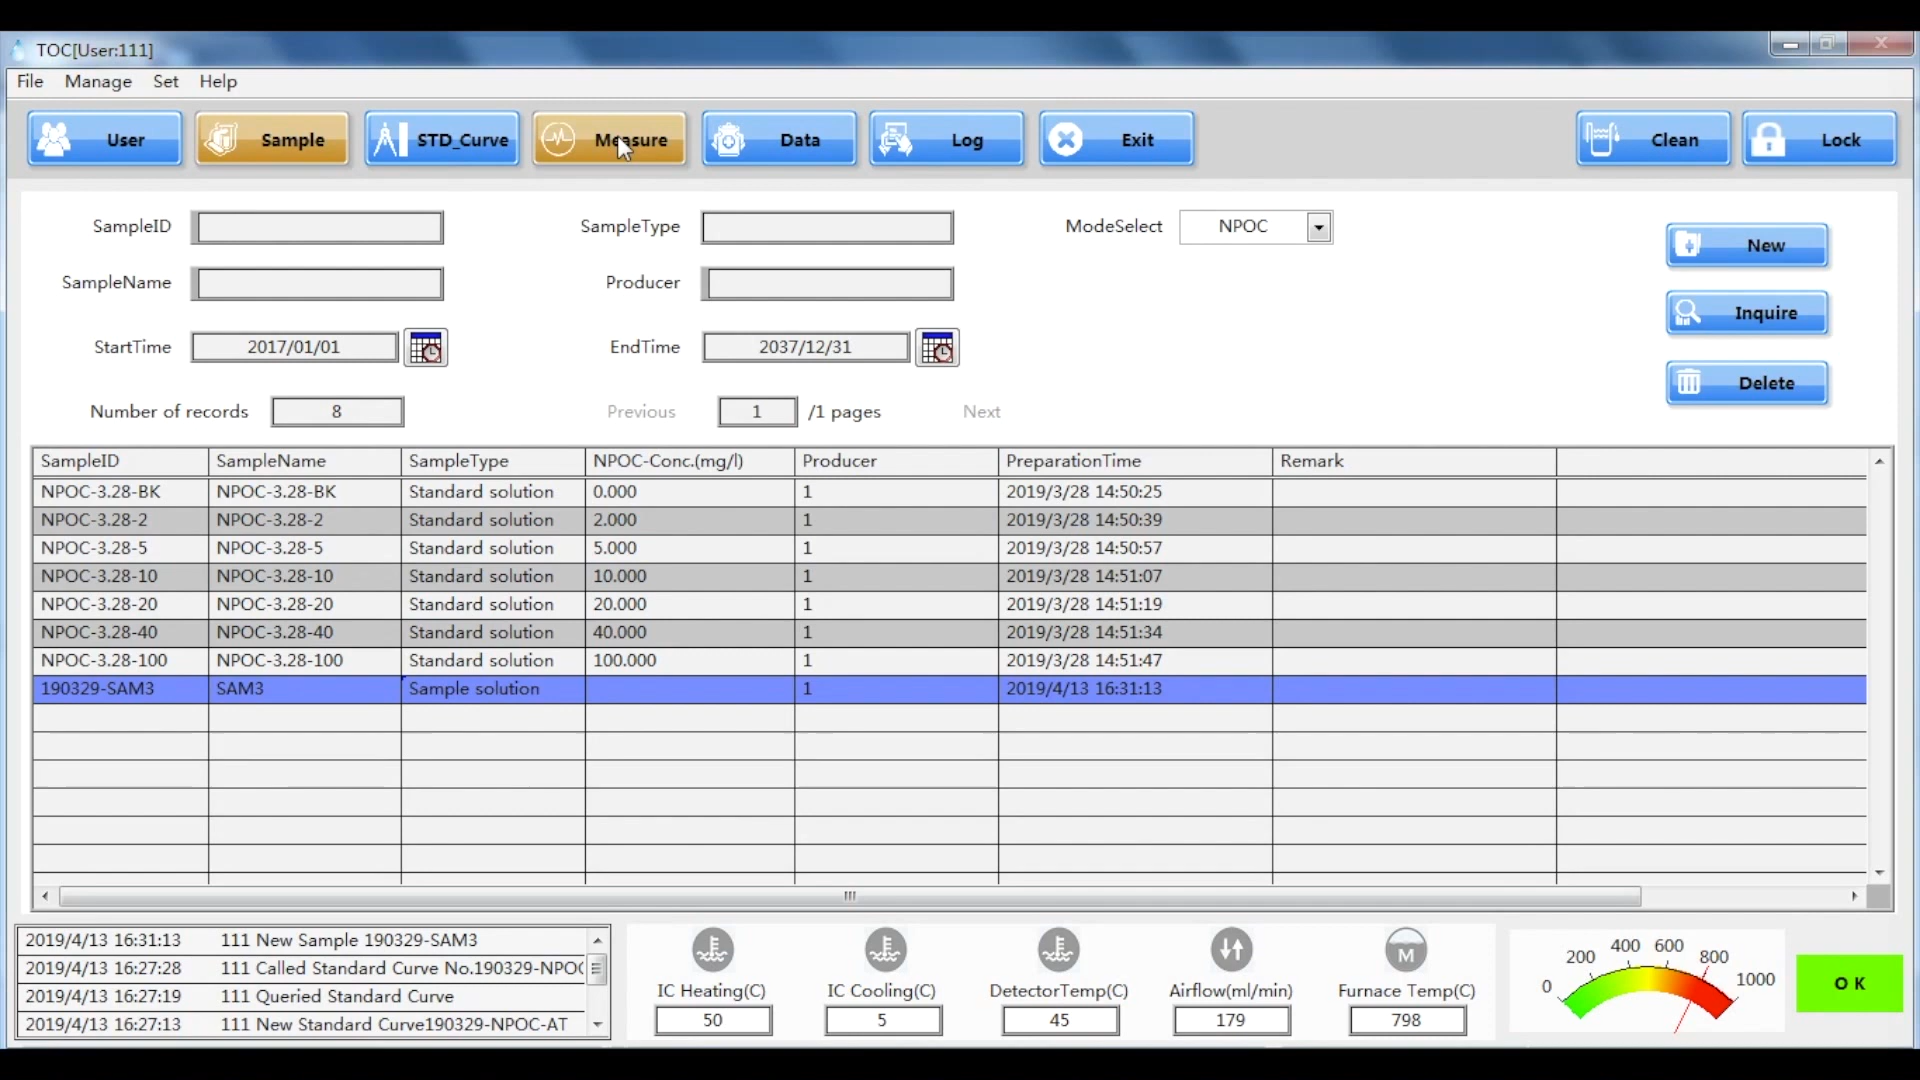 TOC[User:111]
File Manage Set Help
User Sample STD_Curve Measure Data Log Exit Clean Lock
SampleID SampleType ModeSelect NPOC New
SampleName Producer Inquire
StartTime 2017/01/01 EndTime 2037/12/31
Delete
Number of records 8 Previous 1 /1 pages Next
SampleID SampleName SampleType NPOC-Conc.(mg/l) Producer PreparationTime Remark
NPOC-3.28-BK NPOC-3.28-BK Standard solution 0.000 1 2019/3/28 14:50:25
NPOC-3.28-2 NPOC-3.28-2 Standard solution 2.000 1 2019/3/28 14:50:39
NPOC-3.28-5 NPOC-3.28-5 Standard solution 5.000 1 2019/3/28 14:50:57
NPOC-3.28-10 NPOC-3.28-10 Standard solution 10.000 1 2019/3/28 14:51:07
NPOC-3.28-20 NPOC-3.28-20 Standard solution 20.000 1 2019/3/28 14:51:19
NPOC-3.28-40 NPOC-3.28-40 Standard solution 40.000 1 2019/3/28 14:51:34
NPOC-3.28-100 NPOC-3.28-100 Standard solution 100.000 1 2019/3/28 14:51:47
190329-SAM3 SAM3 Sample solution 1 2019/4/13 16:31:13
2019/4/13 16:31:13 111 New Sample 190329-SAM3
2019/4/13 16:27:28 111 Called Standard Curve No.190329-NPOC
2019/4/13 16:27:19 111 Queried Standard Curve
2019/4/13 16:27:13 111 New Standard Curve190329-NPOC-AT
M
IC Heating(C) IC Cooling(C) DetectorTemp(C) Airflow(ml/min) Furnace Temp(C)
50 5 45 179 798
0 200 400 600 800 1000
OK